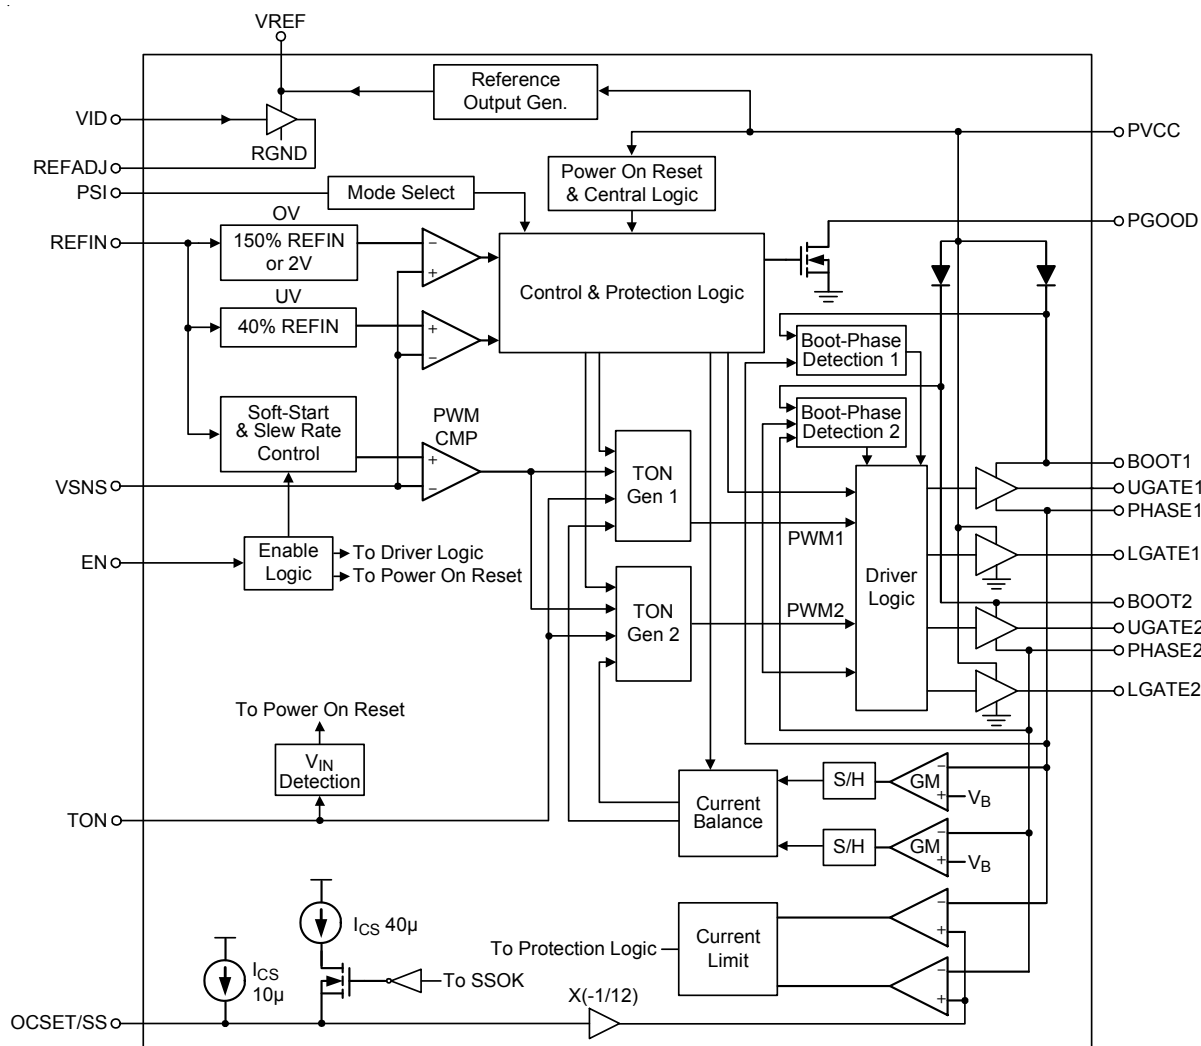 VREF
Reference
Output Gen.
VID
PVCC
RGND
REFADJ
Power On Reset
& Central Logic
PSI
Mode Select
OV
PGOOD
REFIN
150% REFIN
or 2V
−
+
Control & Protection Logic
UV
40% REFIN
+
−
Boot-Phase
Detection 1
Soft-Start
& Slew Rate
Control
PWM
CMP
+
−
Boot-Phase
Detection 2
VSNS
TON
Gen 1
BOOT1
UGATE1
PHASE1
EN
Enable
Logic
To Driver Logic
To Power On Reset
PWM1
LGATE1
Driver
Logic
TON
Gen 2
PWM2
BOOT2
UGATE2
PHASE2
LGATE2
To Power On Reset
VIN
Detection
TON
Current
Balance
S/H
GM
−
+
VB
S/H
GM
−
+
VB
ICS 40µ
ICS
10µ
To SSOK
To Protection Logic
Current
Limit
−
+
−
+
X(-1/12)
OCSET/SS